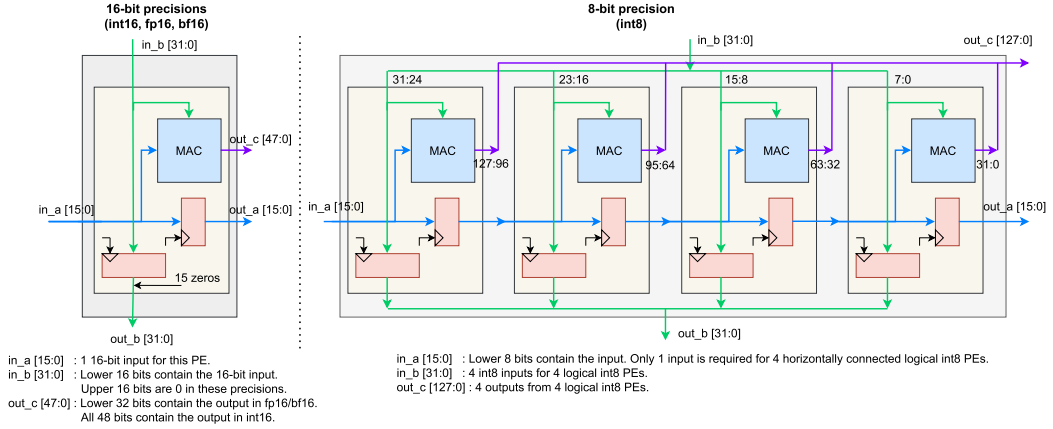 16-bit precisions
(int16, fp16, bf16)
in_b [31:0]
MAC
out_c [47:0]
in_a [15:0]
out_a [15:0]
15 zeros
out_b [31:0]
in_a [15:0] : 1 16-bit input for this PE.
in_b [31:0] : Lower 16 bits contain the 16-bit input.
Upper 16 bits are 0 in these precisions.
out_c [47:0] : Lower 32 bits contain the output in fp16/bf16.
All 48 bits contain the output in int16.
8-bit precision
(int8)
in_b [31:0]
out_c [127:0]
31:24
23:16
15:8
7:0
MAC
MAC
MAC
MAC
127:96
95:64
63:32
31:0
in_a [15:0]
out_a [15:0]
out_b [31:0]
in_a [15:0] : Lower 8 bits contain the input. Only 1 input is required for 4 horizontally connected logical int8 PEs.
in_b [31:0] : 4 int8 inputs for 4 logical int8 PEs.
out_c [127:0] : 4 outputs from 4 logical int8 PEs.